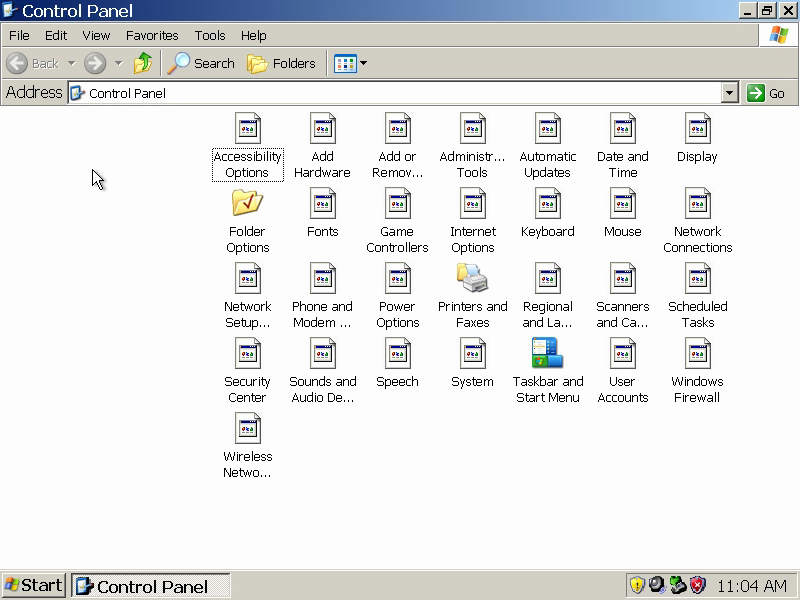 Control Panel
File Edit View Favorites Tools Help
Back Search Folders
Address Control Panel Go
Accessibility Options
Add Hardware
Add or Remov...
Administr... Tools
Automatic Updates
Date and Time
Display
Folder Options
Fonts
Game Controllers
Internet Options
Keyboard
Mouse
Network Connections
Network Setup...
Phone and Modem ...
Power Options
Printers and Faxes
Regional and La...
Scanners and Ca...
Scheduled Tasks
Security Center
Sounds and Audio De...
Speech
System
Taskbar and Start Menu
User Accounts
Windows Firewall
Wireless Netwo...
Start Control Panel 11:04 AM